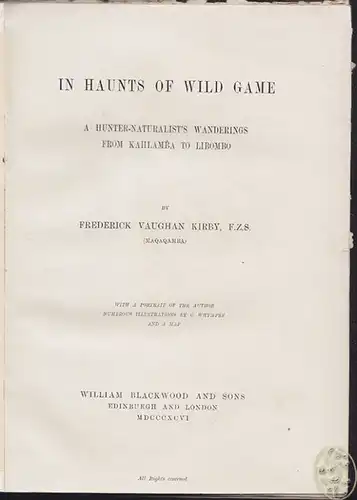 IN HAUNTS OF WILD GAME
A HUNTER-NATURALIST'S WANDERINGS
FROM KAHLAMBA TO LIBOMBO
BY
FREDERICK VAUGHAN KIRBY, F.Z.S.
(MAQAQAMBA)
WITH A PORTRAIT OF THE AUTHOR
NUMEROUS ILLUSTRATIONS BY C. WHYMPER
AND A MAP
WILLIAM BLACKWOOD AND SONS
EDINBURGH AND LONDON
MDCCCXCVI
All Rights reserved